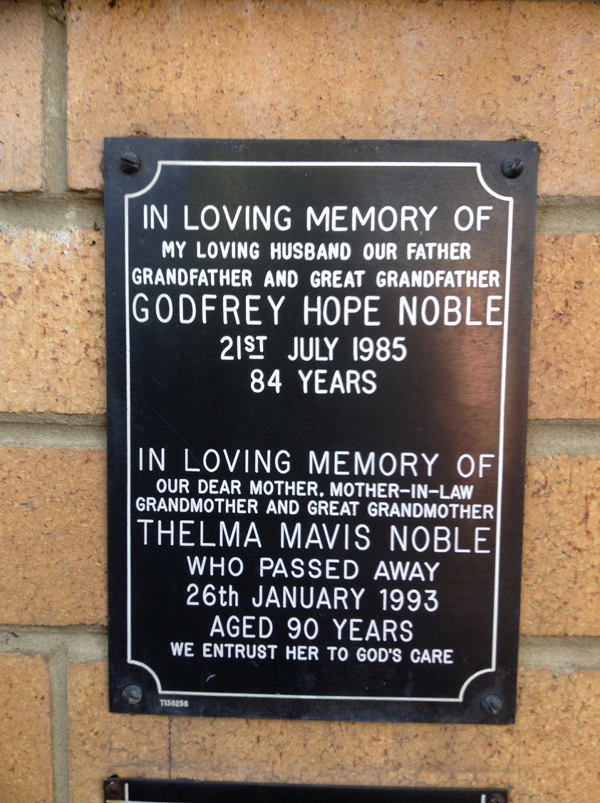 IN LOVING MEMORY OF
MY LOVING HUSBAND OUR FATHER
GRANDFATHER AND GREAT GRANDFATHER
GODFREY HOPE NOBLE
21ST JULY 1985
84 YEARS
IN LOVING MEMORY OF
OUR DEAR MOTHER, MOTHER-IN-LAW
GRANDMOTHER AND GREAT GRANDMOTHER
THELMA MAVIS NOBLE
WHO PASSED AWAY
26th JANUARY 1993
AGED 90 YEARS
WE ENTRUST HER TO GOD'S CARE
T136256